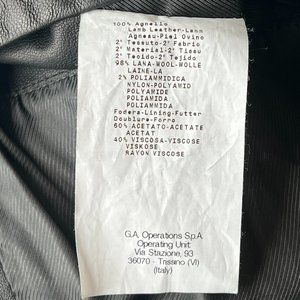 100% Agnello
Lamb Leather-Lamm
Agneau-Piel Ovino
2° Tessuto-2° Fabric
2° Material-2° Tissu
2° Tecido-2° Tejido
98% LANA-WOOL-WOLLE
LAINE-LA
2% POLIAMMIDICA
NYLON-POLYAMID
POLYAMIDE
POLIAMIDA
POLIAMMIDA
Fodera-Lining-Futter
Doublure-Forro
60% ACETATO-ACETATE
ACETAT
40% VISCOSA-VISCOSE
VISKOSE
RAYON VISCOSE
G.A. Operations S.p.A
Operating Unit:
Via Stazione, 93
36070 - Trissino (VI)
(Italy)